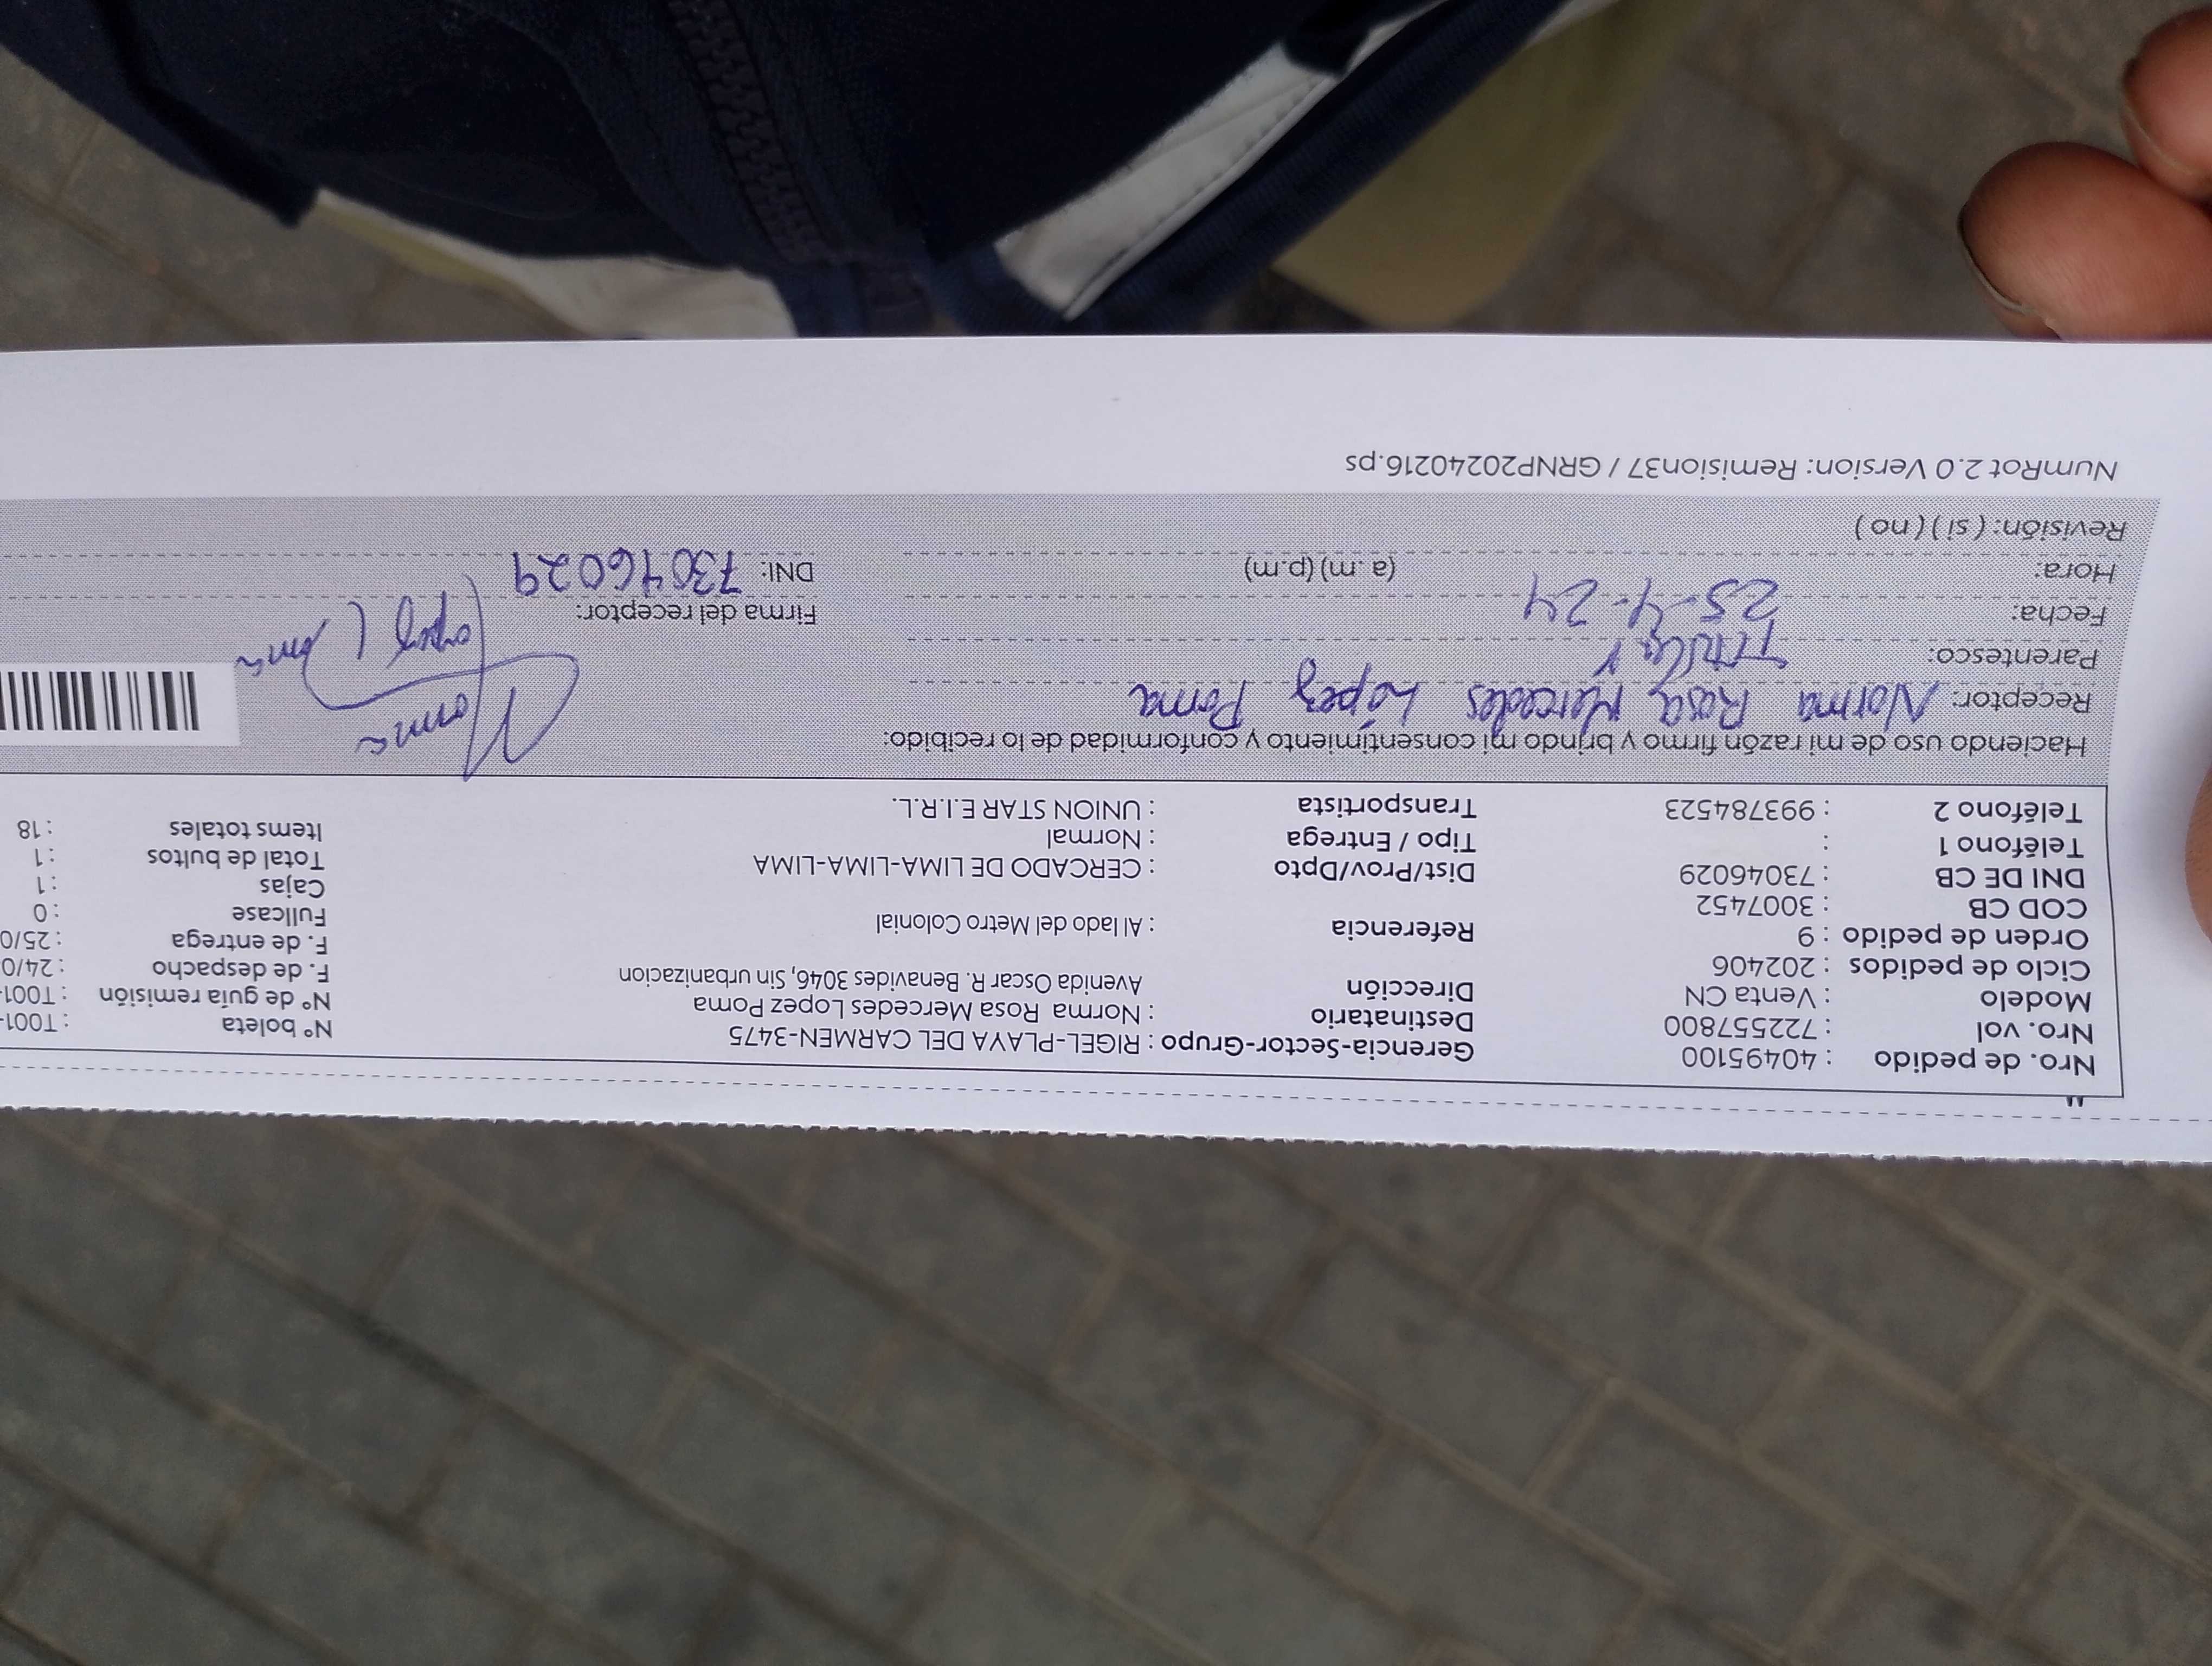 Nro. de pedido : 40495100
Nro. vol : 722557800
Modelo : Venta CN
Ciclo de pedidos : 202406
Orden de pedido : 9
COD CB : 3007452
DNI DE CB : 73046029
Teléfono 1 :
Teléfono 2 : 993784523
Gerencia-Sector-Grupo : RIGEL-PLAYA DEL CARMEN-3475
Destinatario : Norma Rosa Mercedes Lopez Poma
Dirección Avenida Oscar R. Benavides 3046, Sin urbanizacion
Referencia : Al lado del Metro Colonial
Dist/Prov/Dpto : CERCADO DE LIMA-LIMA-LIMA
Tipo / Entrega : Normal
Transportista : UNION STAR E.I.R.L.
N° boleta : T001-
N° de guía remisión : T001-
F. de despacho : 24/0
F. de entrega : 25/0
Fullcase : 0
Cajas : 1
Total de bultos : 1
Items totales : 18
Haciendo uso de mi razón firmo y brindo mi consentimiento y conformidad de lo recibido:
Receptor: Norma Rosa Mercedes López Poma
Parentesco: Titular
Fecha: 25-4-24
Hora: (a.m) (p.m)
Revisión: ( si ) ( no )
Norma
Lopez Poma
Firma del receptor:
DNI: 73046029
NumRot 2.0 Version: Remision37 / GRNP20240216.ps